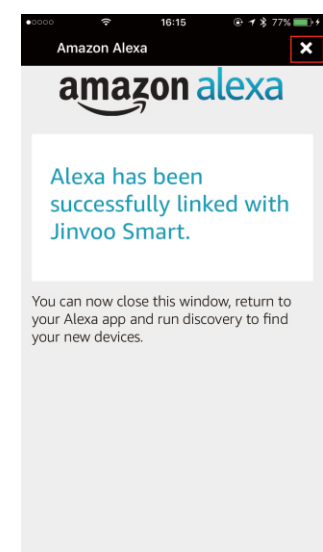 16:15 77%
Amazon Alexa
amazon alexa
Alexa has been
successfully linked with
Jinvoo Smart.
You can now close this window, return to
your Alexa app and run discovery to find
your new devices.